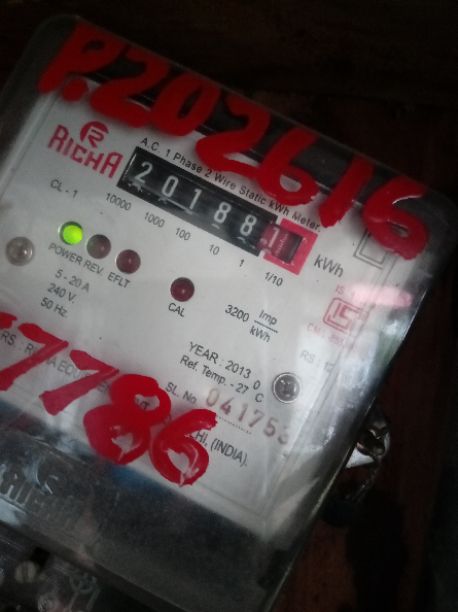 P.202616
RICHA
A.C. 1 Phase 2 Wire Static kWh Meter
201881
kWh
CL - 1
10000 1000 100 10 1 1/10
POWER REV. EFLT
CAL
5 - 20 A
240 V.
50 Hz.
3200 Imp/kWh
YEAR . 2013
Ref. Temp. - 27 °C
SL. No. 041753
(INDIA).
7786